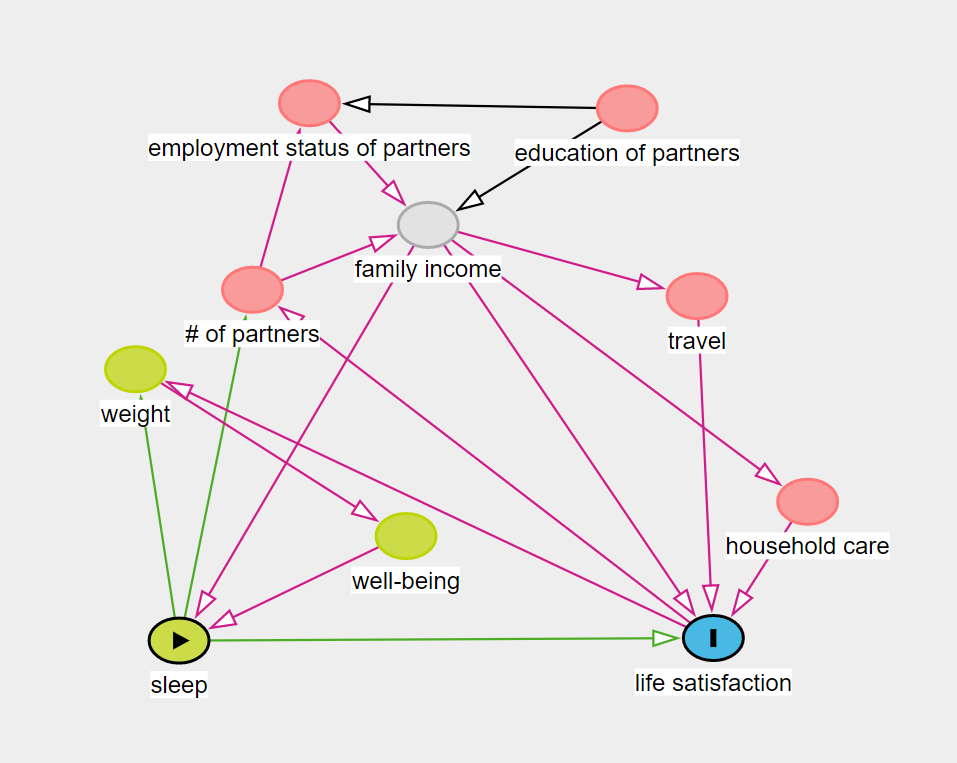 employment status of partners
education of partners
family income
# of partners
travel
weight
household care
well-being
sleep
life satisfaction